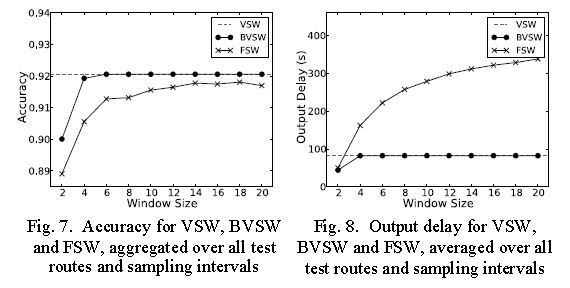 0.94
0.93
0.92
0.91
0.90
0.89
Accuracy
VSW
BVSW
FSW
2 4 6 8 10 12 14 16 18 20
Window Size
Fig. 7. Accuracy for VSW, BVSW
and FSW, aggregated over all test
routes and sampling intervals
400
300
200
100
0
Output Delay (s)
VSW
BVSW
FSW
2 4 6 8 10 12 14 16 18 20
Window Size
Fig. 8. Output delay for VSW,
BVSW and FSW, averaged over all
test routes and sampling intervals